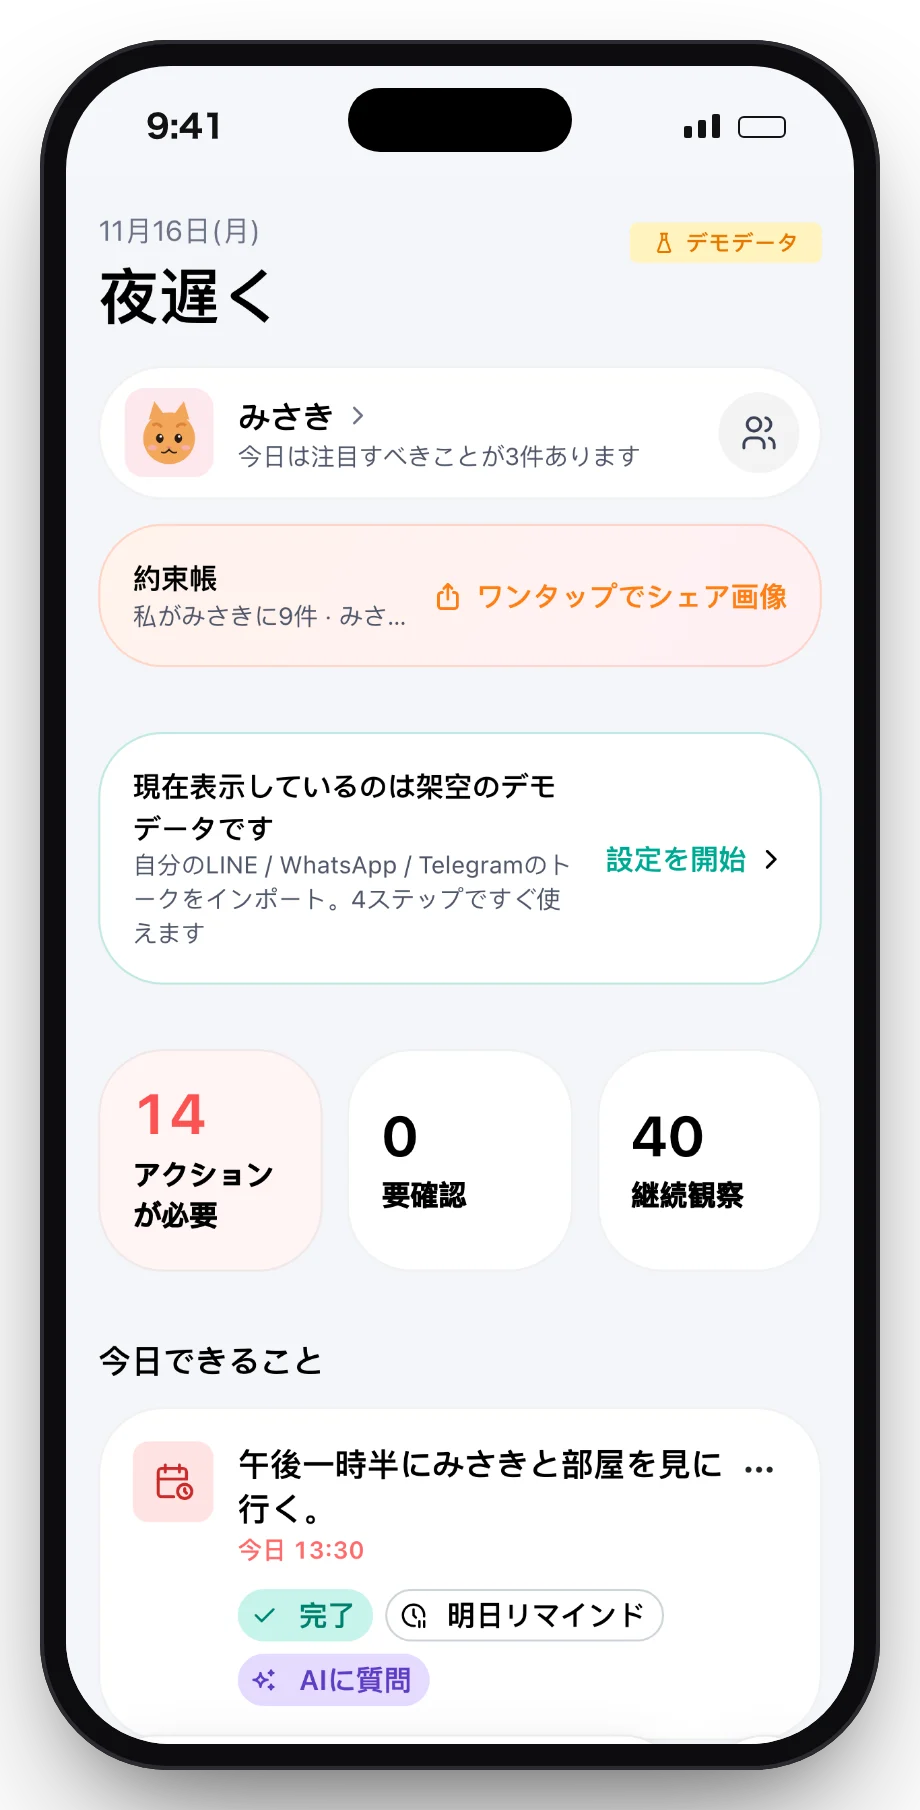 9:41
11月16日(月)
デモデータ
夜遅く
みさき
今日は注目すべきことが3件あります
約束帳
私がみさきに9件 · みさ...
ワンタップでシェア画像
現在表示しているのは架空のデモ
データです
自分のLINE / WhatsApp / Telegramのト
ークをインポート。4ステップですぐ使
えます
設定を開始
14
アクション
が必要
0
要確認
40
継続観察
今日できること
午後一時半にみさきと部屋を見に
行く。
今日 13:30
完了
明日リマインド
AIに質問